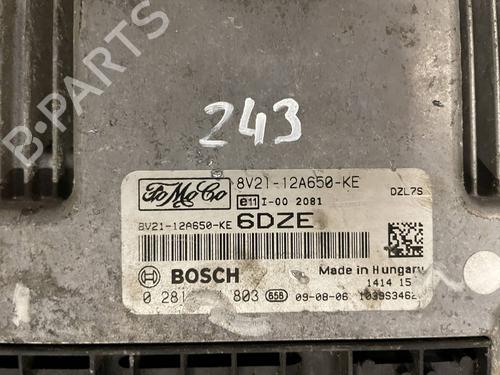 B-PARTS
243
FoMoCo 8V21-12A650-KE
e11 I-00 2081 DZL7S
8V21-12A650-KE 6DZE
BOSCH Made in Hungary
1414 15
0 281 803 658 09-08-06 1039S3462